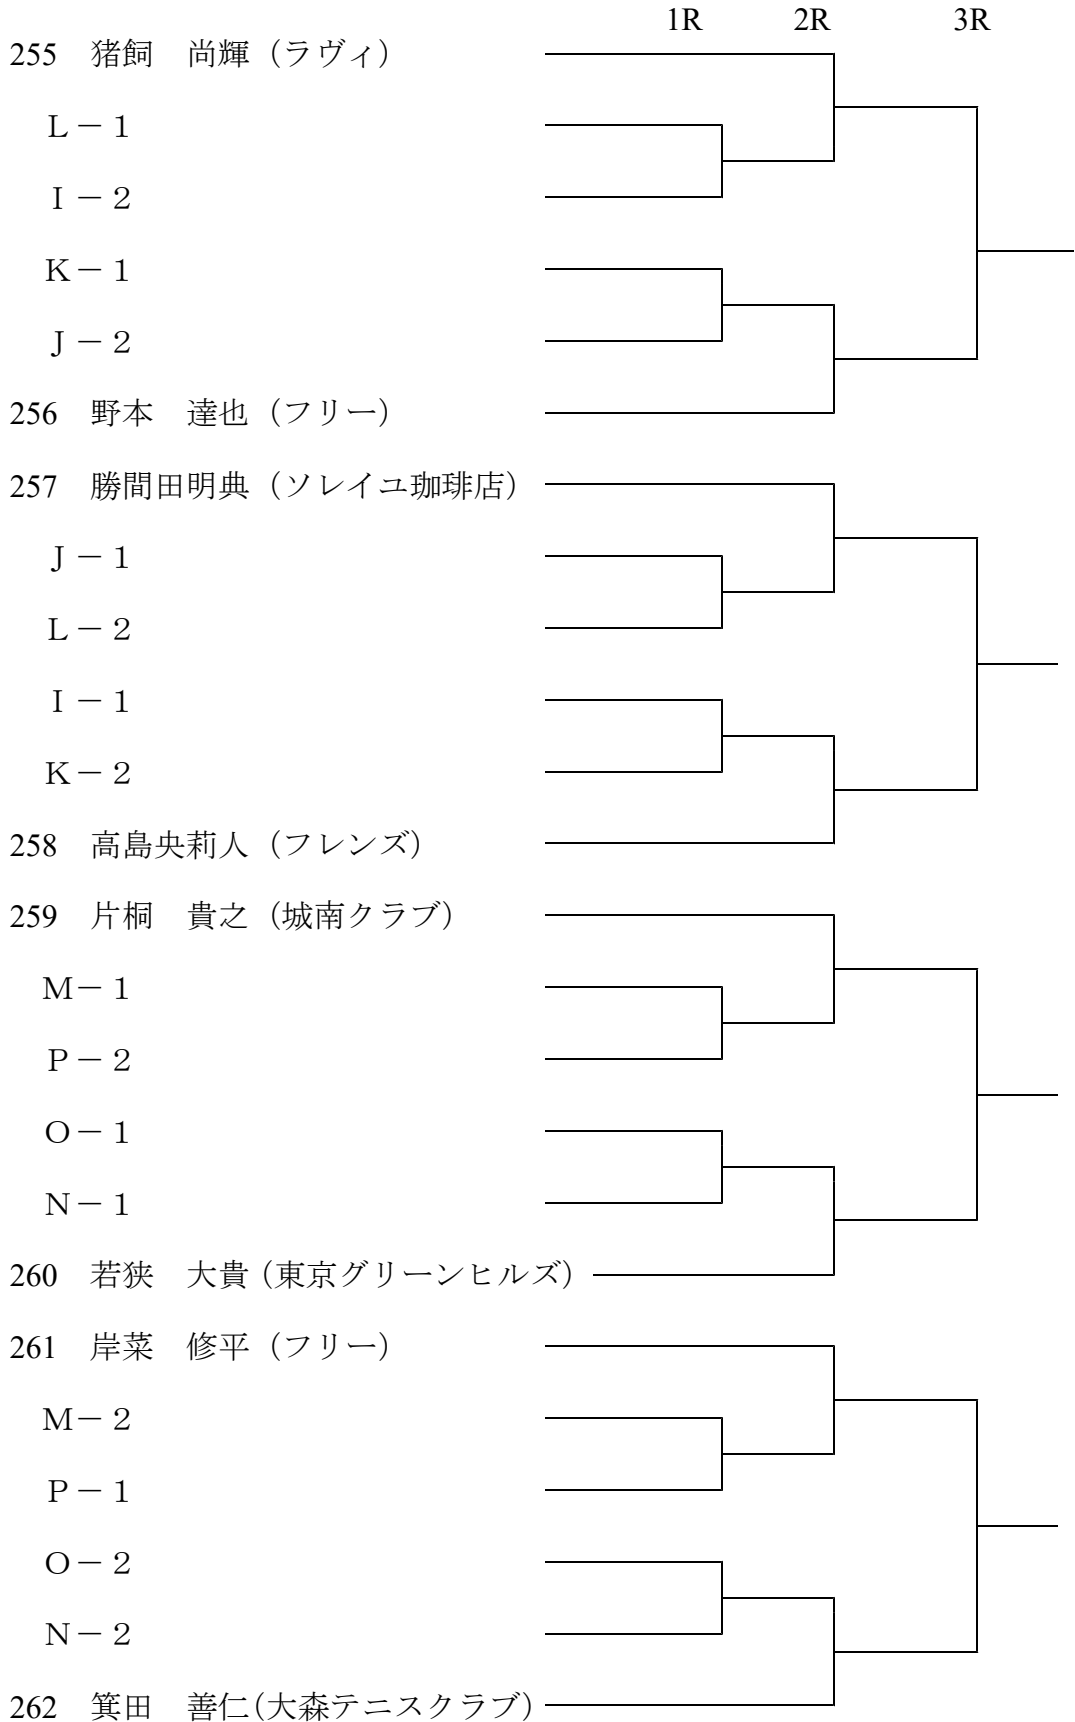 1R 2R 3R
255 猪飼　尚輝（ラヴィ）
Ｌ－１
Ｉ－２
Ｋ－１
Ｊ－２
256 野本　達也（フリー）
257 勝間田明典（ソレイユ珈琲店）
Ｊ－１
Ｌ－２
Ｉ－１
Ｋ－２
258 高島央莉人（フレンズ）
259 片桐　貴之（城南クラブ）
Ｍ－１
Ｐ－２
Ｏ－１
Ｎ－１
260 若狭　大貴（東京グリーンヒルズ）
261 岸菜　修平（フリー）
Ｍ－２
Ｐ－１
Ｏ－２
Ｎ－２
262 箕田　善仁（大森テニスクラブ）